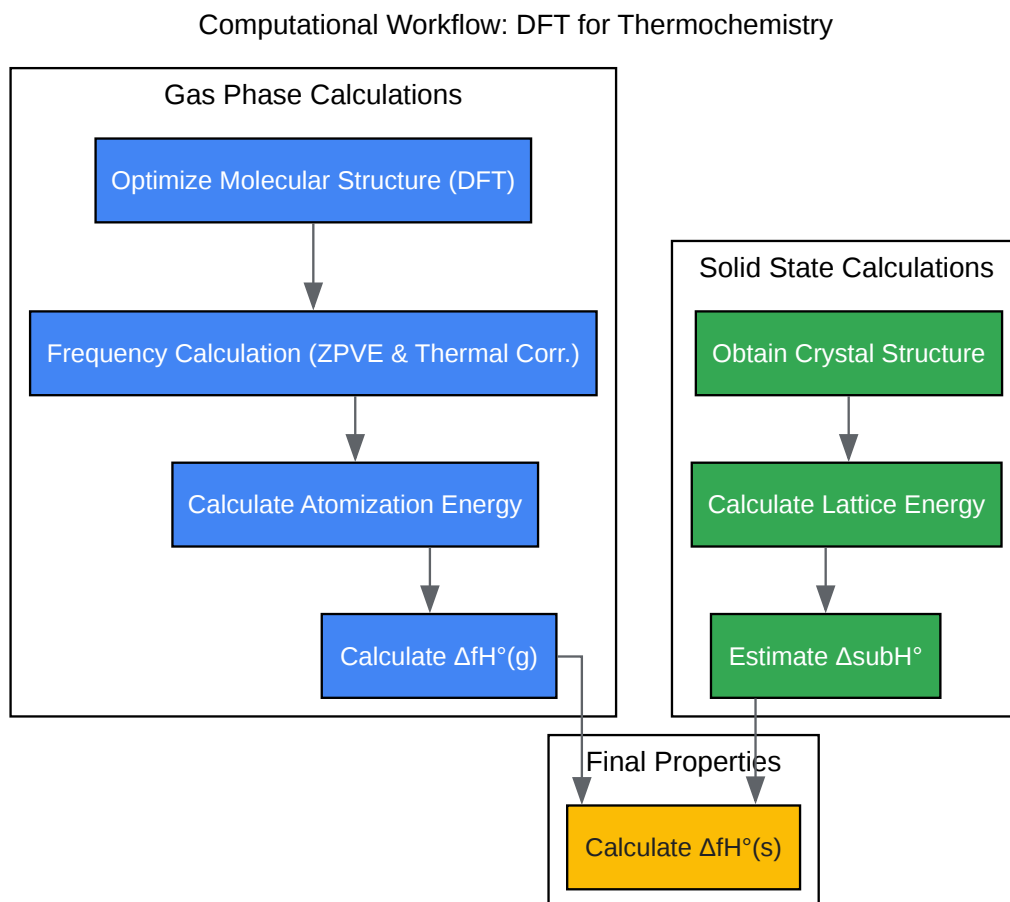 Computational Workflow: DFT for Thermochemistry
Gas Phase Calculations
Optimize Molecular Structure (DFT)
Frequency Calculation (ZPVE & Thermal Corr.)
Calculate Atomization Energy
Calculate ΔfH°(g)
Solid State Calculations
Obtain Crystal Structure
Calculate Lattice Energy
Estimate ΔsubH°
Final Properties
Calculate ΔfH°(s)